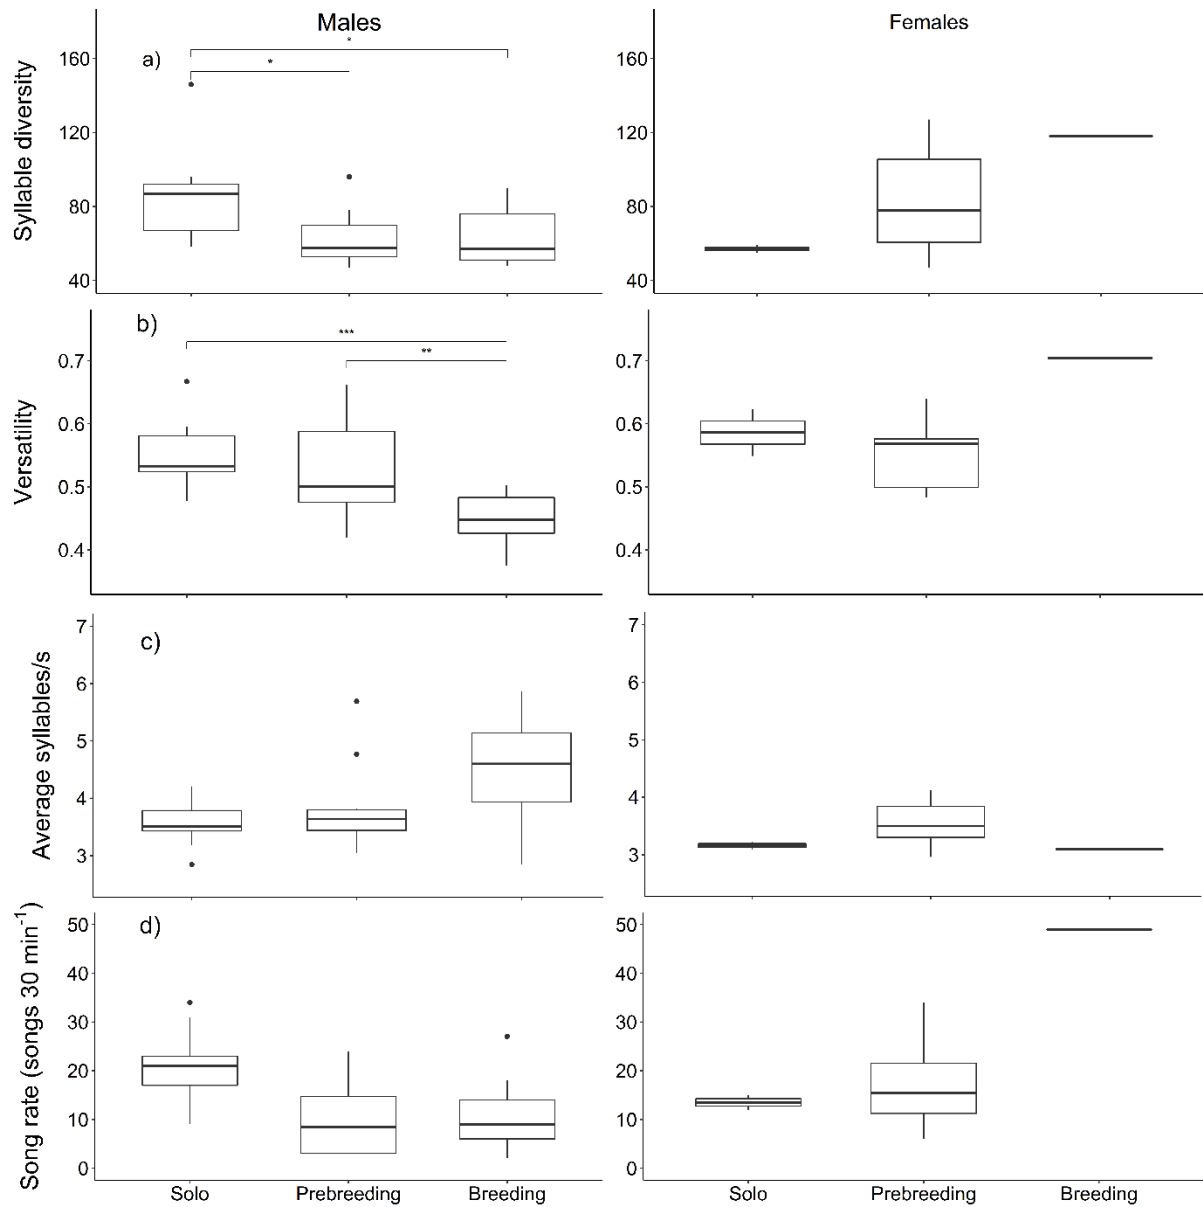 Males
Females
Syllable diversity
a)
*
*
160
120
80
40
160
120
80
40
Versatility
b)
***
**
0.7
0.6
0.5
0.4
0.7
0.6
0.5
0.4
Average syllables/s
c)
7
6
5
4
3
7
6
5
4
3
Song rate (songs 30 min⁻¹)
d)
50
40
30
20
10
0
50
40
30
20
10
0
Solo
Prebreeding
Breeding
Solo
Prebreeding
Breeding